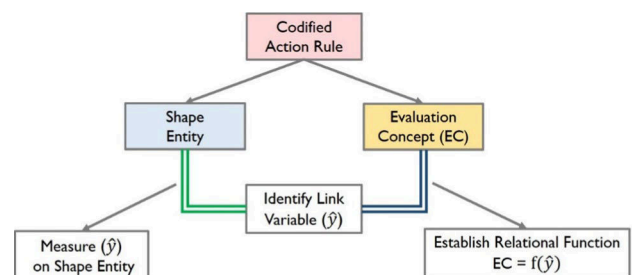 Codified
Action Rule
Shape
Entity
Evaluation
Concept (EC)
Identify Link
Variable (ŷ)
Measure (ŷ)
on Shape Entity
Establish Relational Function
EC = f(ŷ)